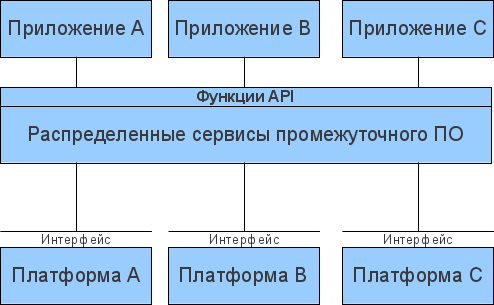 Приложение A Приложение B Приложение C
Функции API
Распределенные сервисы промежуточного ПО
Интерфейс Интерфейс Интерфейс
Платформа A Платформа B Платформа C